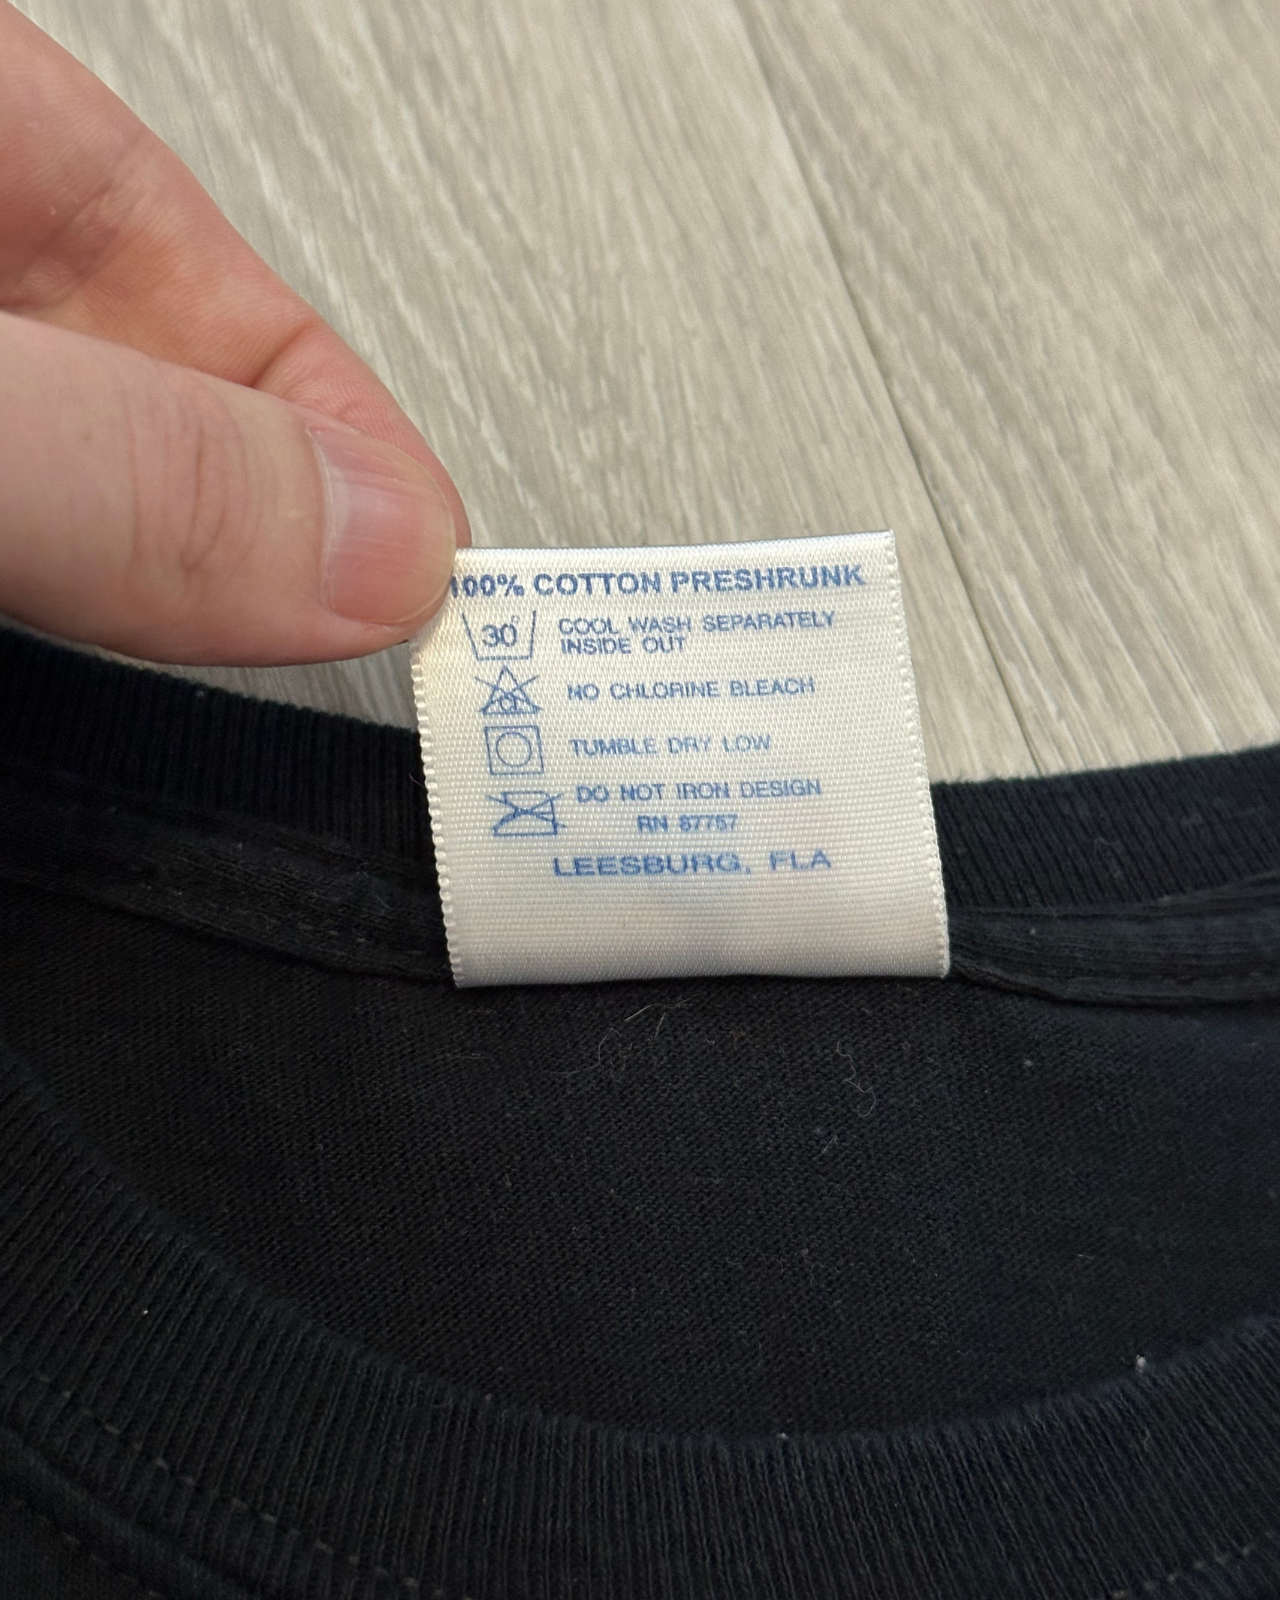 100% COTTON PRESHRUNK
30°
COOL WASH SEPARATELY
INSIDE OUT
NO CHLORINE BLEACH
TUMBLE DRY LOW
DO NOT IRON DESIGN
RN 87757
LEESBURG, FLA